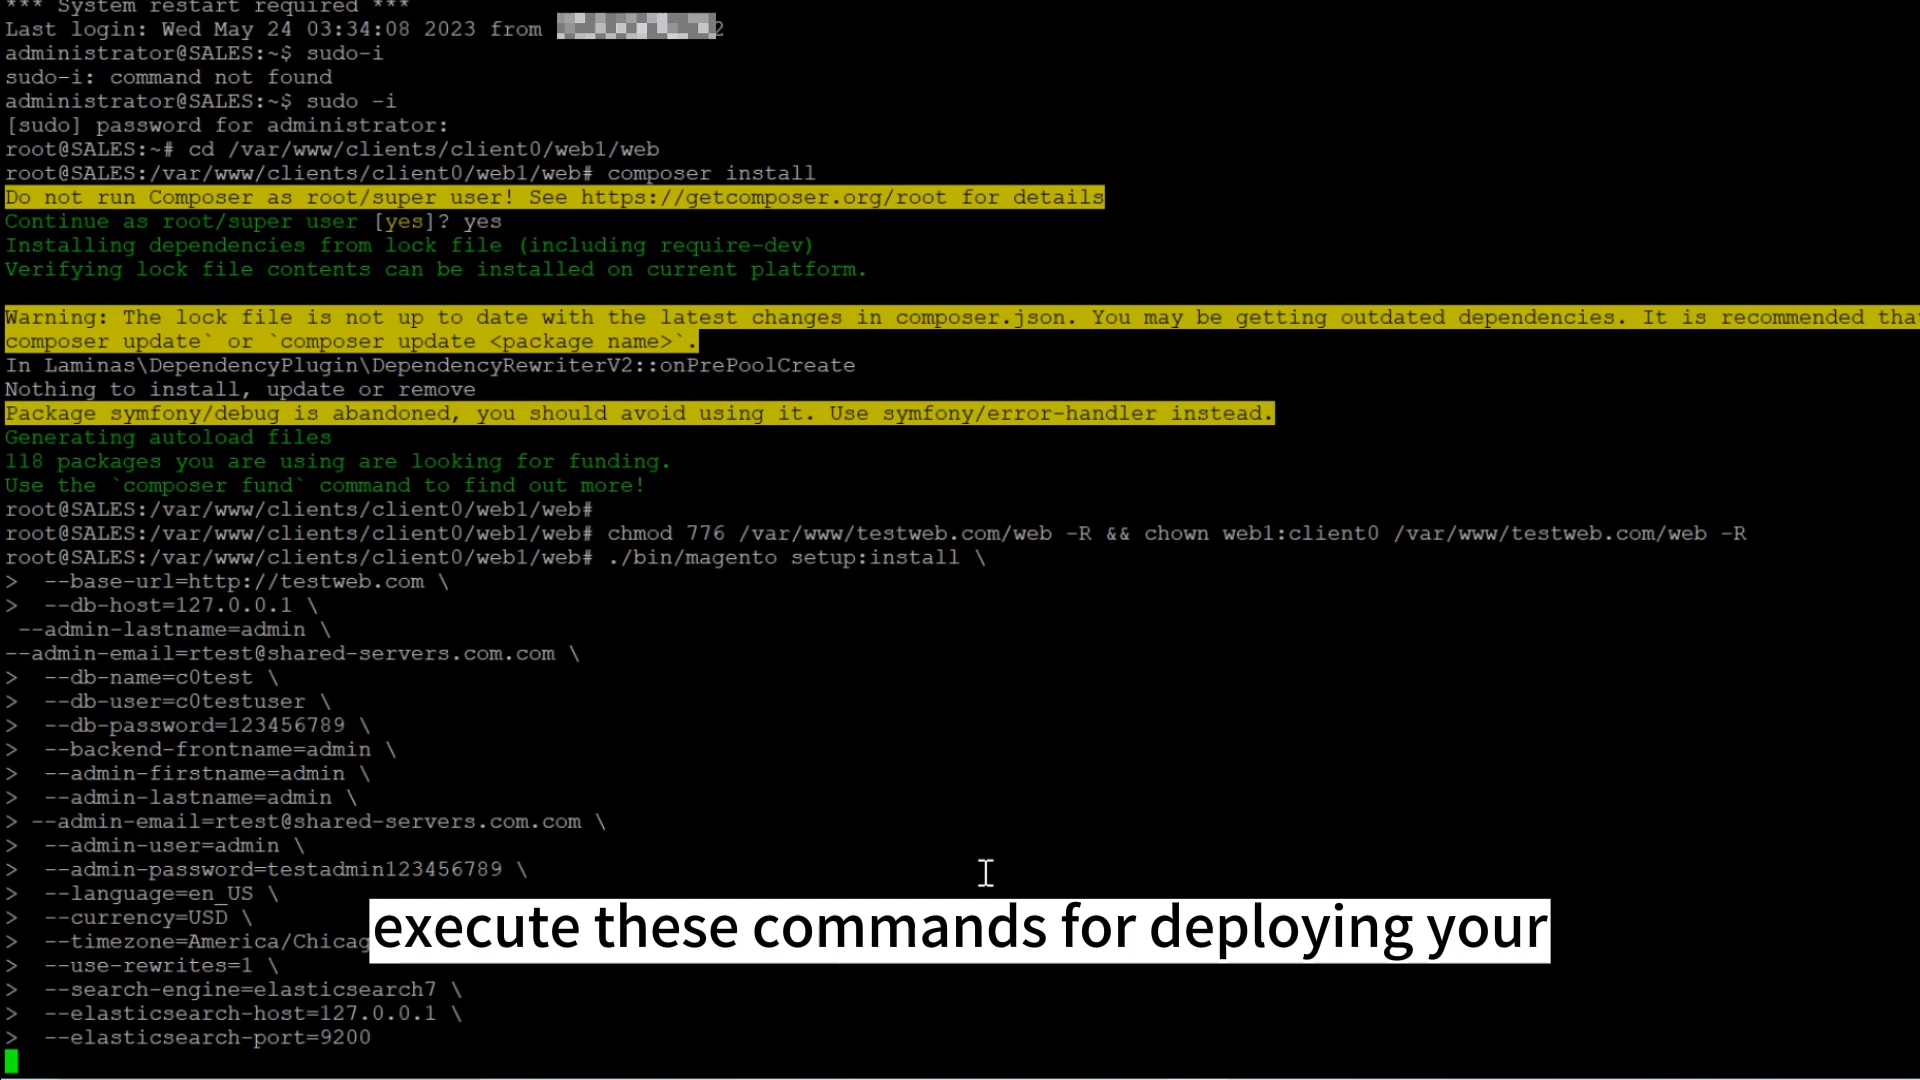 *** System restart required ***
Last login: Wed May 24 03:34:08 2023 from 2
administrator@SALES:~$ sudo-i
sudo-i: command not found
administrator@SALES:~$ sudo -i
[sudo] password for administrator:
root@SALES:~# cd /var/www/clients/client0/web1/web
root@SALES:/var/www/clients/client0/web1/web# composer install
Do not run Composer as root/super user! See https://getcomposer.org/root for details
Continue as root/super user [yes]? yes
Installing dependencies from lock file (including require-dev)
Verifying lock file contents can be installed on current platform.
Warning: The lock file is not up to date with the latest changes in composer.json. You may be getting outdated dependencies. It is recommended tha
composer update` or `composer update <package name>`.
In Laminas\DependencyPlugin\DependencyRewriterV2::onPrePoolCreate
Nothing to install, update or remove
Package symfony/debug is abandoned, you should avoid using it. Use symfony/error-handler instead.
Generating autoload files
118 packages you are using are looking for funding.
Use the `composer fund` command to find out more!
root@SALES:/var/www/clients/client0/web1/web#
root@SALES:/var/www/clients/client0/web1/web# chmod 776 /var/www/testweb.com/web -R && chown web1:client0 /var/www/testweb.com/web -R
root@SALES:/var/www/clients/client0/web1/web# ./bin/magento setup:install \
>  --base-url=http://testweb.com \
>  --db-host=127.0.0.1 \
 --admin-lastname=admin \
--admin-email=rtest@shared-servers.com.com \
>  --db-name=c0test \
>  --db-user=c0testuser \
>  --db-password=123456789 \
>  --backend-frontname=admin \
>  --admin-firstname=admin \
>  --admin-lastname=admin \
> --admin-email=rtest@shared-servers.com.com \
>  --admin-user=admin \
>  --admin-password=testadmin123456789 \
>  --language=en_US \
>  --currency=USD \
>  --timezone=America/Chicag
execute these commands for deploying your
>  --use-rewrites=1 \
>  --search-engine=elasticsearch7 \
>  --elasticsearch-host=127.0.0.1 \
>  --elasticsearch-port=9200